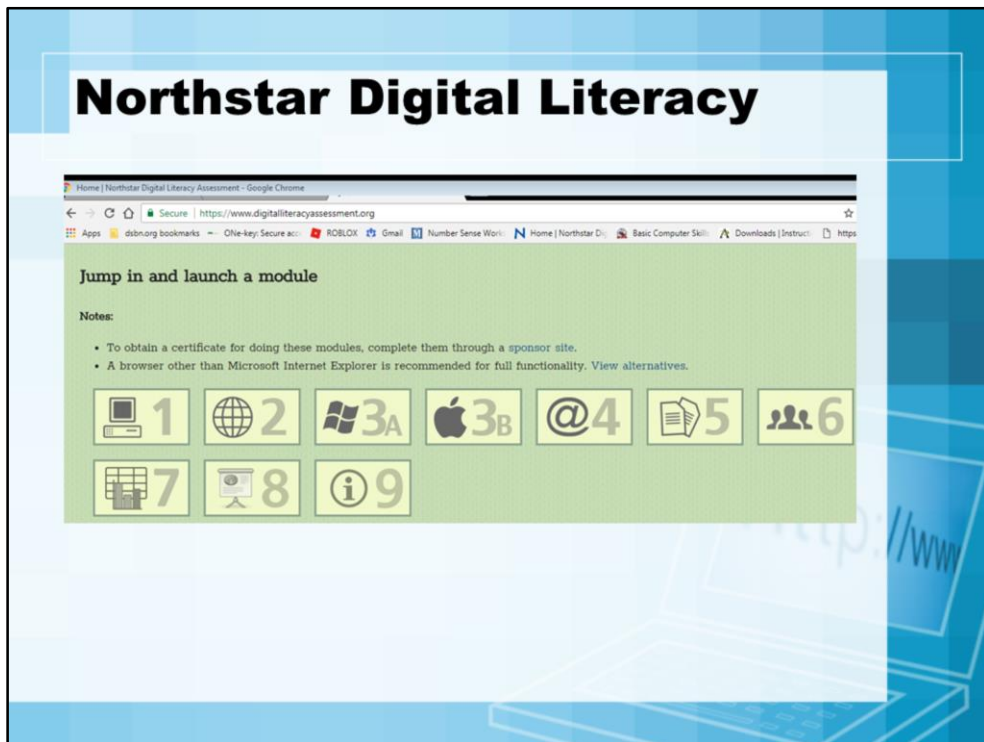 Northstar Digital Literacy
Home | Northstar Digital Literacy Assessment - Google Chrome
Secure | https://www.digitalliteracyassessment.org
Apps dsbn.org bookmarks ONe-key: Secure acc ROBLOX Gmail Number Sense Work Home | Northstar Dig Basic Computer Skill Downloads | Instruct https
Jump in and launch a module
Notes:
• To obtain a certificate for doing these modules, complete them through a sponsor site.
• A browser other than Microsoft Internet Explorer is recommended for full functionality. View alternatives.
1 2 3A 3B @4 5 6
7 8 i 9
http://www